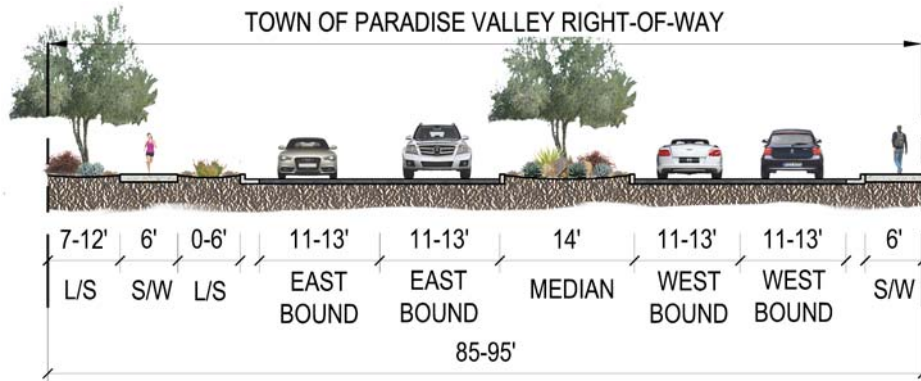 TOWN OF PARADISE VALLEY RIGHT-OF-WAY
7-12' 6' 0-6' 11-13' 11-13' 14' 11-13' 11-13' 6'
L/S S/W L/S EAST BOUND EAST BOUND MEDIAN WEST BOUND WEST BOUND S/W
85-95'